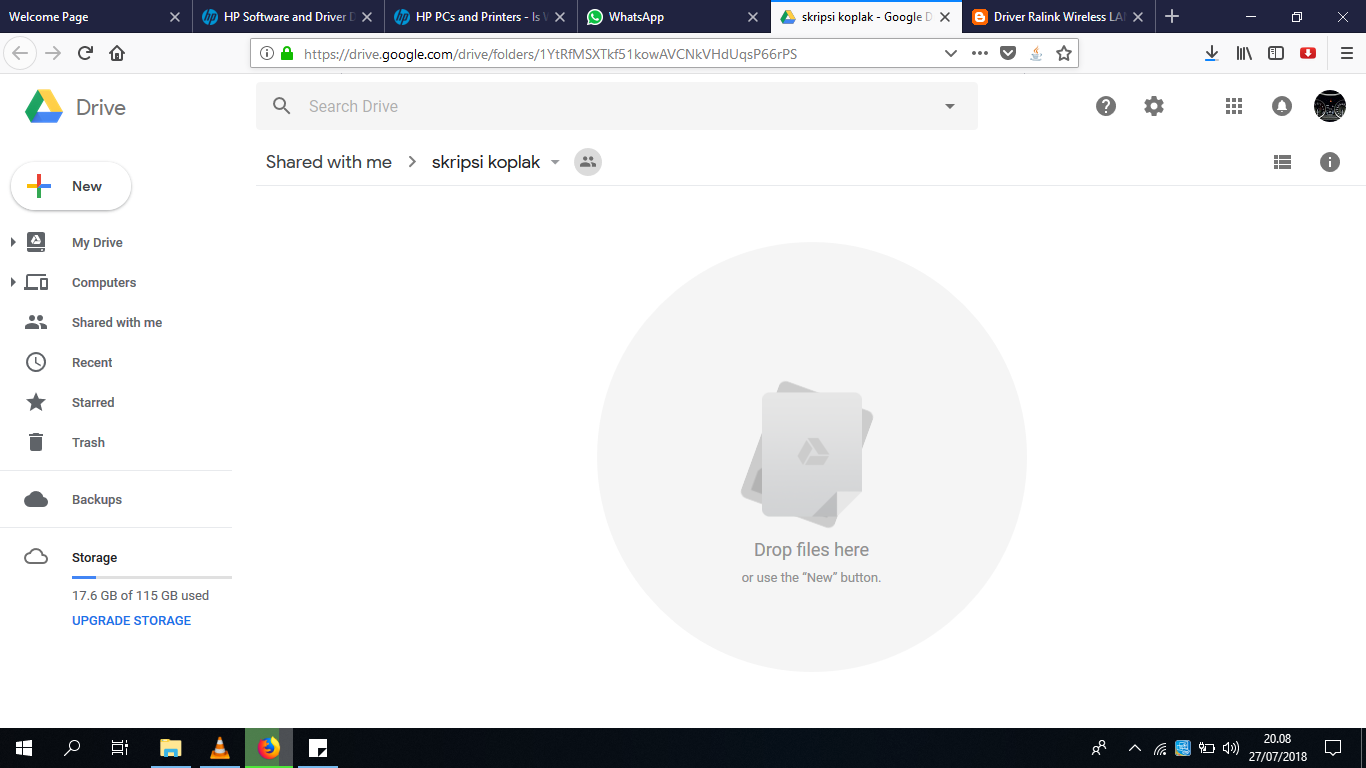 Welcome Page
HP Software and Driver D
HP PCs and Printers - Is W
WhatsApp
skripsi koplak - Google D
Driver Ralink Wireless LAN
https://drive.google.com/drive/folders/1YtRfMSXTkf51kowAVCNkVHdUqsP66rPS
Drive
Search Drive
Shared with me > skripsi koplak
New
My Drive
Computers
Shared with me
Recent
Starred
Trash
Backups
Storage
17.6 GB of 115 GB used
UPGRADE STORAGE
Drop files here
or use the “New” button.
20.08
27/07/2018